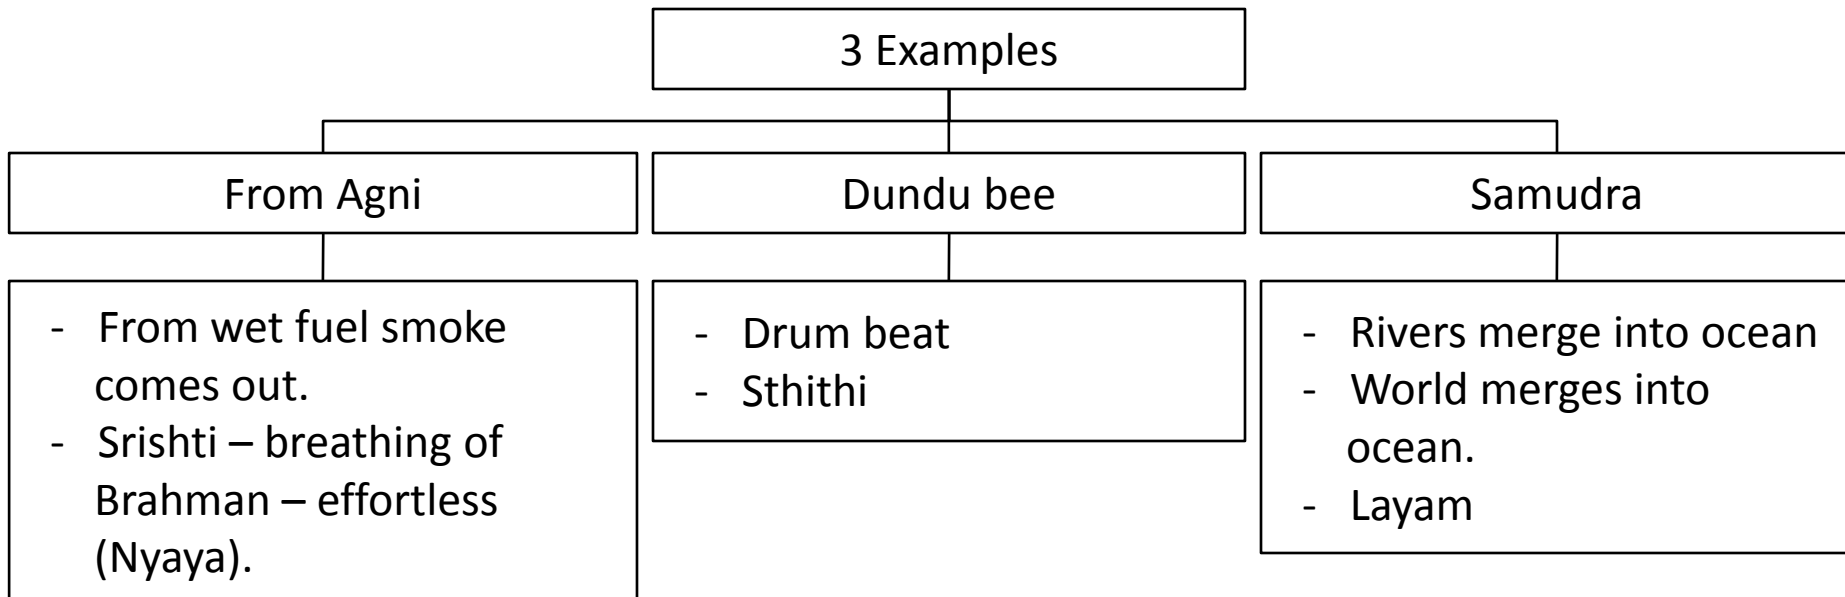 3 Examples
From Agni
Dundu bee
Samudra
- From wet fuel smoke
comes out.
- Srishti – breathing of
Brahman – effortless
(Nyaya).
- Drum beat
- Sthithi
- Rivers merge into ocean
- World merges into
ocean.
- Layam